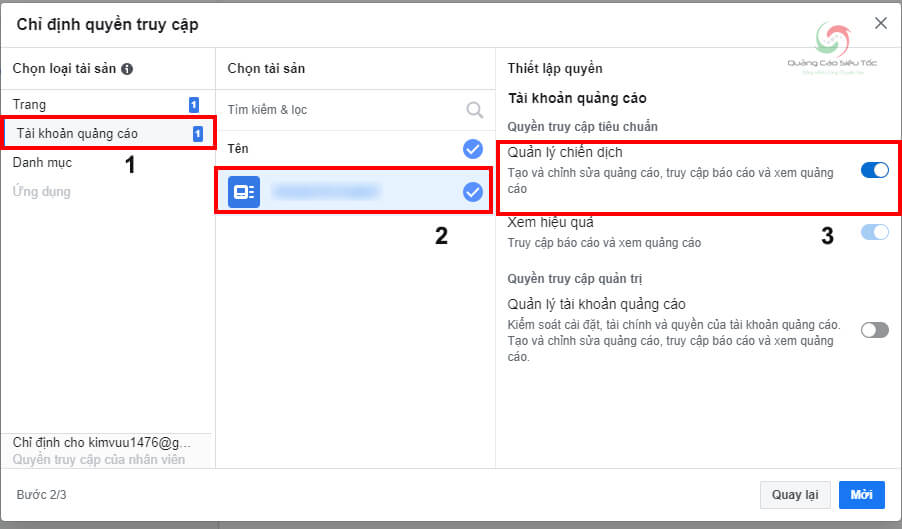 Chỉ định quyền truy cập
Quảng Cáo Siêu Tốc
Chọn loại tài sản
Trang 1
Tài khoản quảng cáo 1
Danh mục
1
Ứng dụng
Chỉ định cho kimvuu1476@g...
Quyền truy cập của nhân viên
Chọn tài sản
Tìm kiếm & lọc
Tên
2
Thiết lập quyền
Tài khoản quảng cáo
Quyền truy cập tiêu chuẩn
Quản lý chiến dịch
Tạo và chỉnh sửa quảng cáo, truy cập báo cáo và xem quảng
cáo
Xem hiệu quả
Truy cập báo cáo và xem quảng cáo
3
Quyền truy cập quản trị
Quản lý tài khoản quảng cáo
Kiểm soát cài đặt, tài chính và quyền của tài khoản quảng cáo.
Tạo và chỉnh sửa quảng cáo, truy cập báo cáo và xem quảng
cáo.
Bước 2/3
Quay lại
Mời